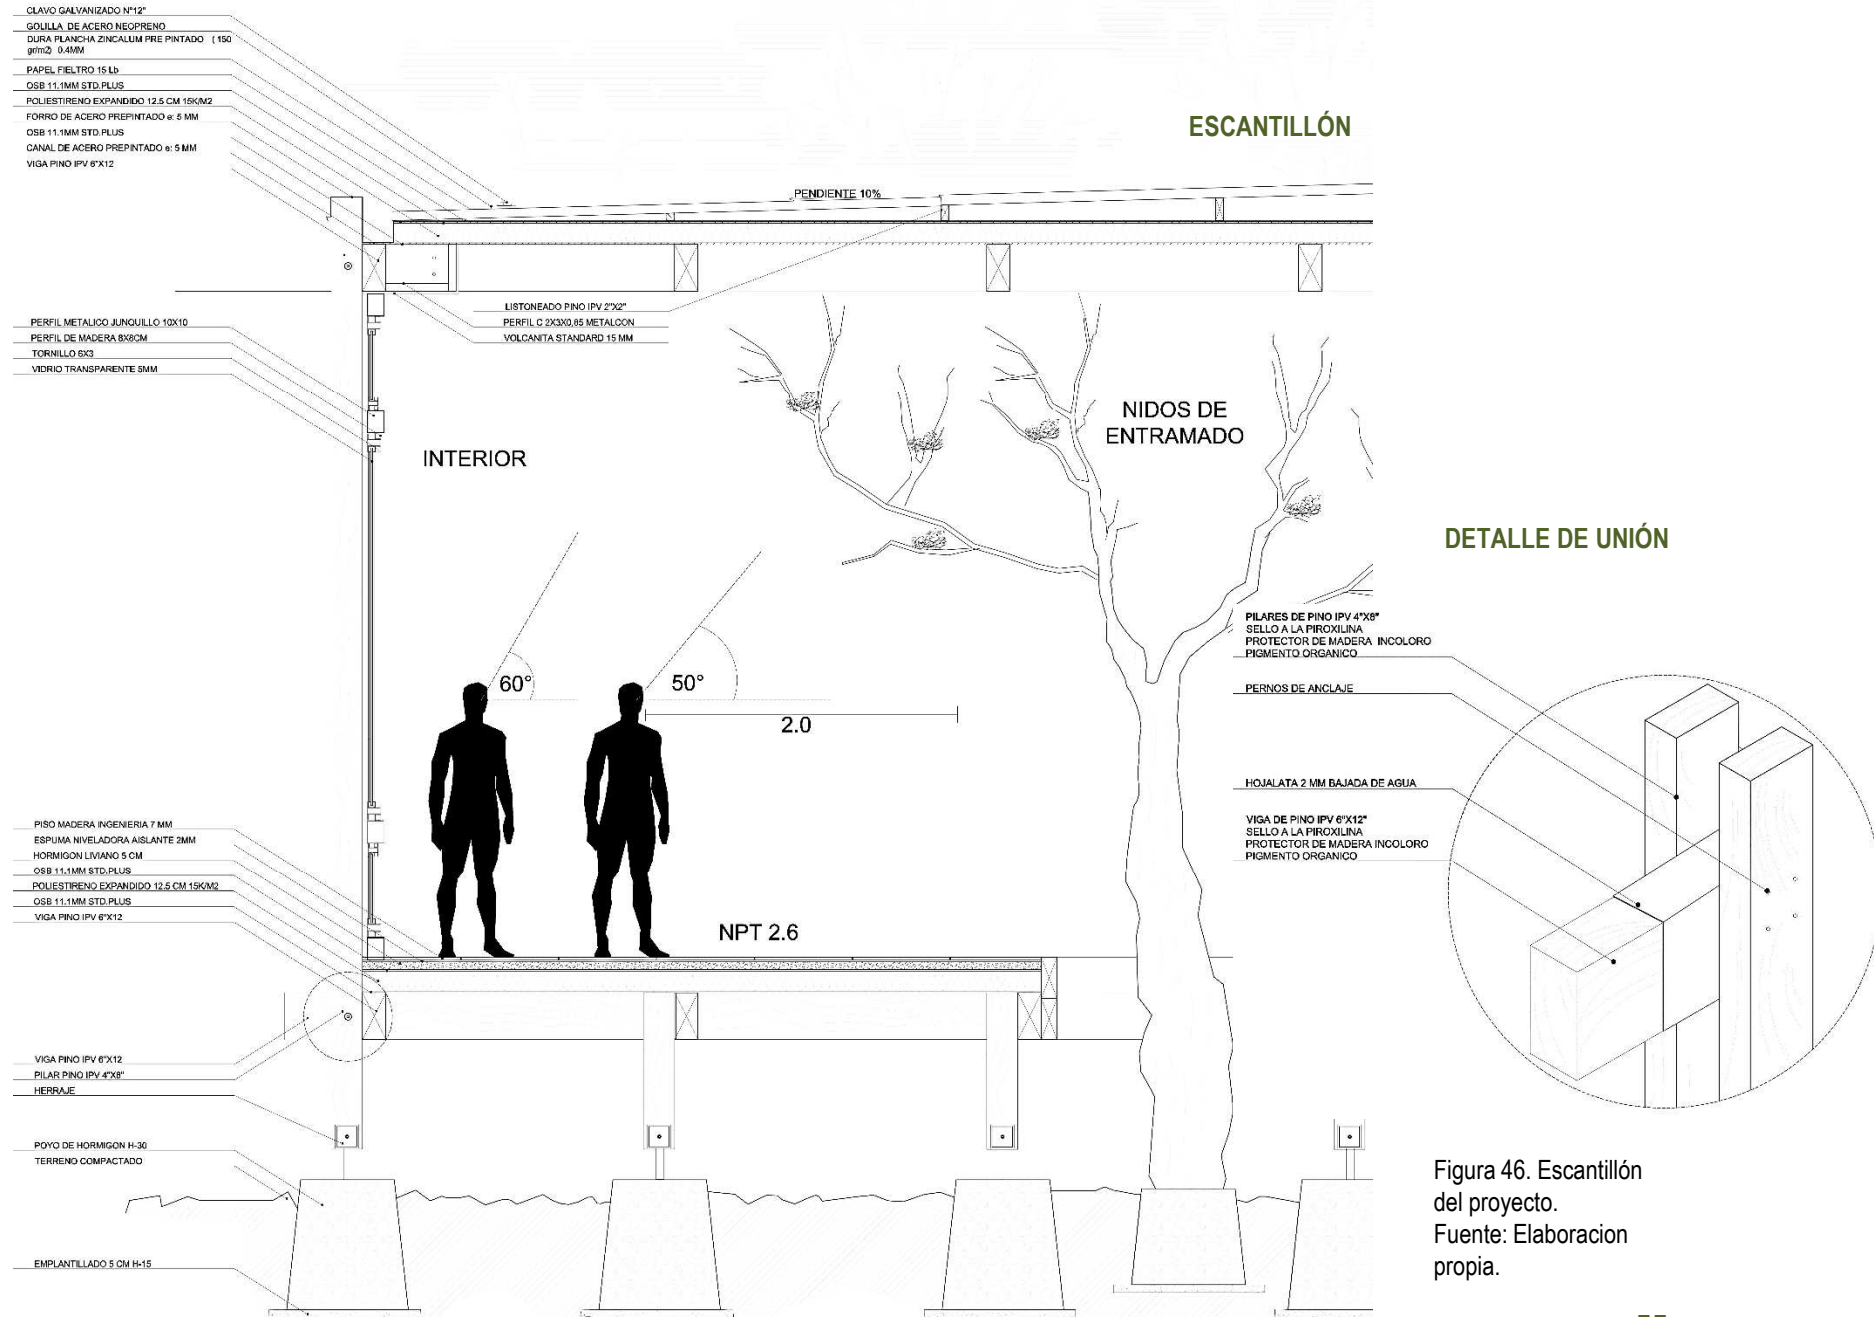 CLAVO GALVANIZADO N°12"
GOLILLA DE ACERO NEOPRENO
DURA PLANCHA ZINCALUM PRE PINTADO ( 150
gr/m2) 0.4MM
PAPEL FIELTRO 15 Lb
OSB 11.1MM STD.PLUS
POLIESTIRENO EXPANDIDO 12.5 CM 15K/M2
FORRO DE ACERO PREPINTADO e: 5 MM
OSB 11.1MM STD.PLUS
CANAL DE ACERO PREPINTADO e: 5 MM
VIGA PINO IPV 6"X12
ESCANTILLÓN
PENDIENTE 10%
LISTONEADO PINO IPV 2"X2"
PERFIL C 2X3X0,85 METALCON
VOLCANITA STANDARD 15 MM
PERFIL METALICO JUNQUILLO 10X10
PERFIL DE MADERA 8X8CM
TORNILLO 6X3
VIDRIO TRANSPARENTE 5MM
INTERIOR
NIDOS DE
ENTRAMADO
60°
50°
2.0
NPT 2.6
PISO MADERA INGENIERIA 7 MM
ESPUMA NIVELADORA AISLANTE 2MM
HORMIGON LIVIANO 5 CM
OSB 11.1MM STD.PLUS
POLIESTIRENO EXPANDIDO 12.5 CM 15K/M2
OSB 11.1MM STD.PLUS
VIGA PINO IPV 6"X12
VIGA PINO IPV 6"X12
PILAR PINO IPV 4"X8"
HERRAJE
POYO DE HORMIGON H-30
TERRENO COMPACTADO
EMPLANTILLADO 5 CM H-15
DETALLE DE UNIÓN
PILARES DE PINO IPV 4"X8"
SELLO A LA PIROXILINA
PROTECTOR DE MADERA INCOLORO
PIGMENTO ORGANICO
PERNOS DE ANCLAJE
HOJALATA 2 MM BAJADA DE AGUA
VIGA DE PINO IPV 6"X12"
SELLO A LA PIROXILINA
PROTECTOR DE MADERA INCOLORO
PIGMENTO ORGANICO
Figura 46. Escantillón
del proyecto.
Fuente: Elaboracion
propia.